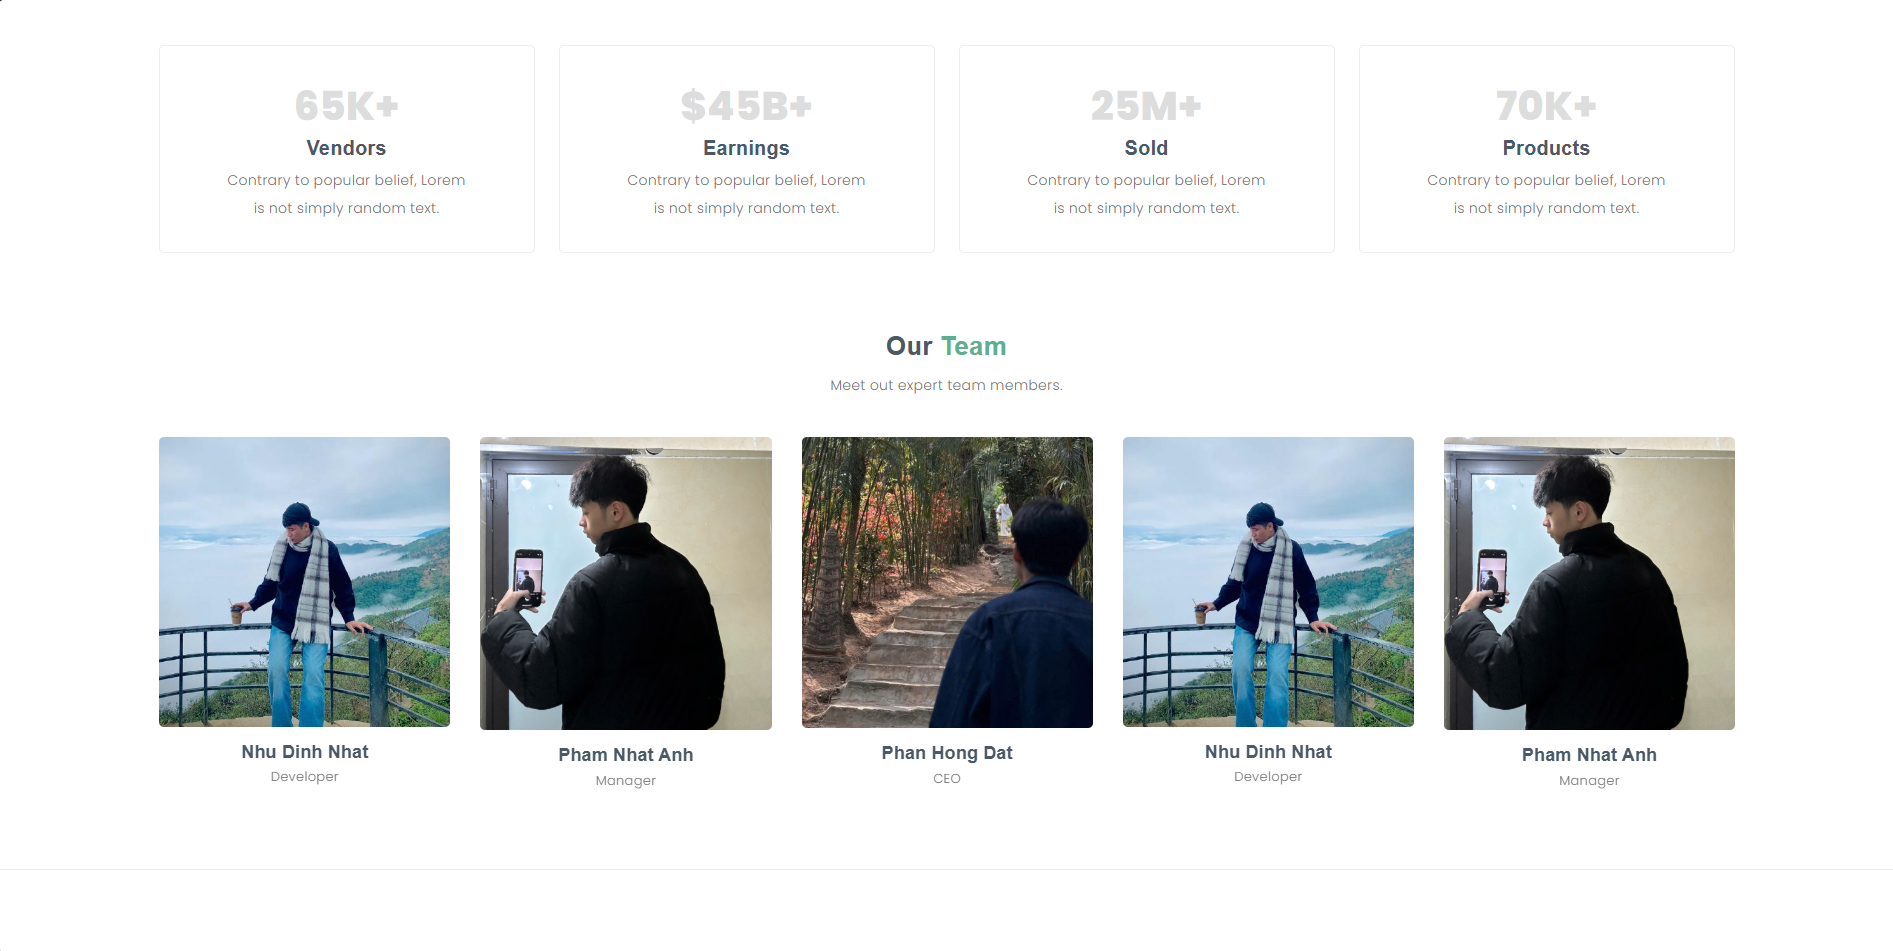 65K+
Vendors
Contrary to popular belief, Lorem
is not simply random text.
$45B+
Earnings
Contrary to popular belief, Lorem
is not simply random text.
25M+
Sold
Contrary to popular belief, Lorem
is not simply random text.
70K+
Products
Contrary to popular belief, Lorem
is not simply random text.
Our Team
Meet out expert team members.
Nhu Dinh Nhat
Developer
Pham Nhat Anh
Manager
Phan Hong Dat
CEO
Nhu Dinh Nhat
Developer
Pham Nhat Anh
Manager